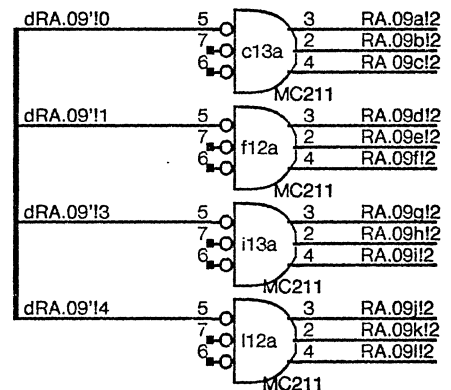 dRA.09'!0 5 3 RA.09a!2
7 c13a 2 RA.09b!2
6 4 RA.09c!2
MC211
dRA.09'!1 5 3 RA.09d!2
7 f12a 2 RA.09e!2
6 4 RA.09f!2
MC211
dRA.09'!3 5 3 RA.09g!2
7 i13a 2 RA.09h!2
6 4 RA.09i!2
MC211
dRA.09'!4 5 3 RA.09j!2
7 l12a 2 RA.09k!2
6 4 RA.09l!2
MC211